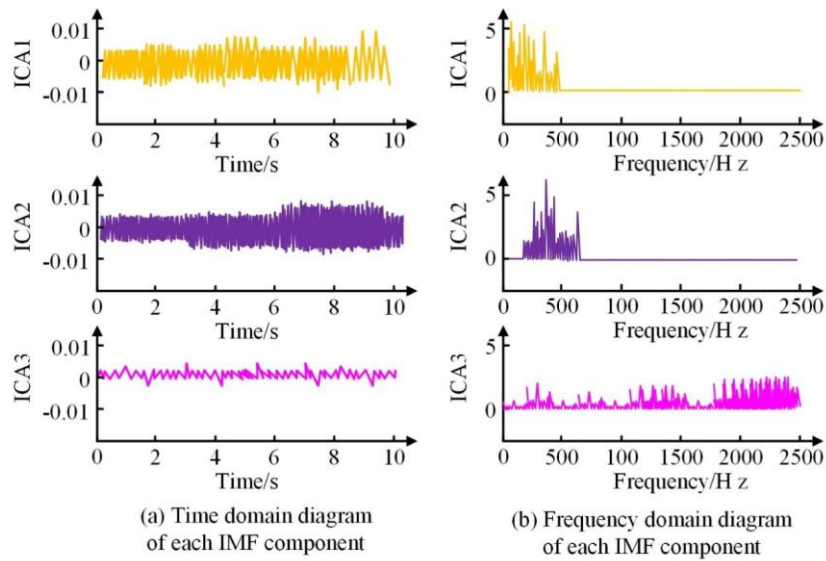 ICA1
0.01
0
-0.01
0 2 4 6 8 10
Time/s
ICA1
5
0
0 500 100 1500 2000 2500
Frequency/H z
ICA2
0.01
0
-0.01
0 2 4 6 8 10
Time/s
ICA2
5
0
0 500 100 1500 2000 2500
Frequency/H z
ICA3
0.01
0
-0.01
0 2 4 6 8 10
Time/s
ICA3
5
0
0 500 100 1500 2000 2500
Frequency/H z
(a) Time domain diagram
of each IMF component
(b) Frequency domain diagram
of each IMF component